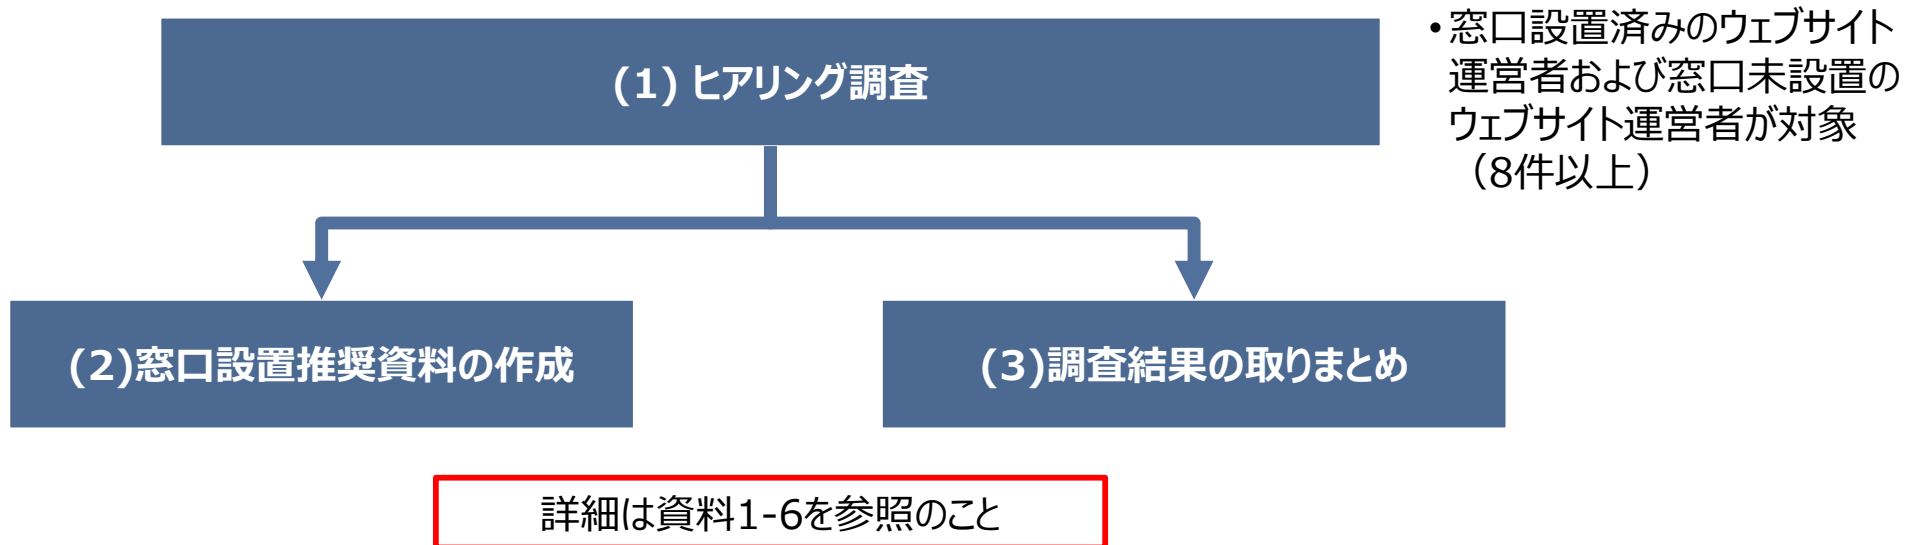 (1) ヒアリング調査
•窓口設置済みのウェブサイト
運営者および窓口未設置の
ウェブサイト運営者が対象
（8件以上）
(2)窓口設置推奨資料の作成
(3)調査結果の取りまとめ
詳細は資料1-6を参照のこと